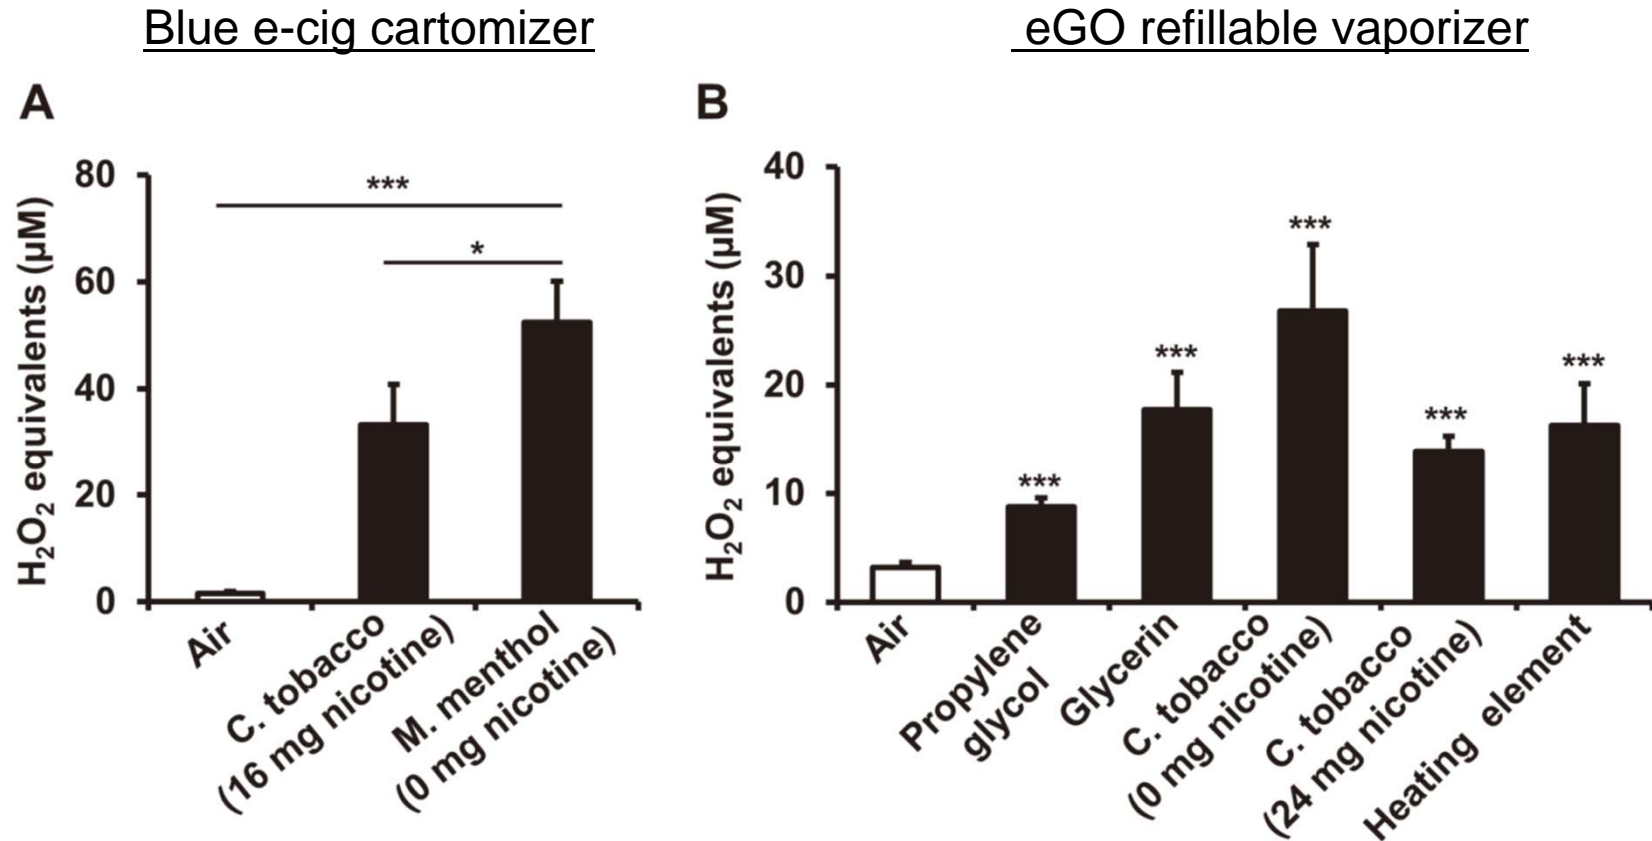 Blue e-cig cartomizer
eGO refillable vaporizer
A
B
H₂O₂ equivalents (μM)
80
60
40
20
0
***
*
Air
C. tobacco
(16 mg nicotine)
M. menthol
(0 mg nicotine)
H₂O₂ equivalents (μM)
40
30
20
10
0
***
***
***
***
***
Air
Propylene
glycol
Glycerin
C. tobacco
(0 mg nicotine)
C. tobacco
(24 mg nicotine)
Heating element